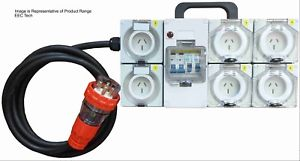 Image is Representative of Product Range
EEC Tech